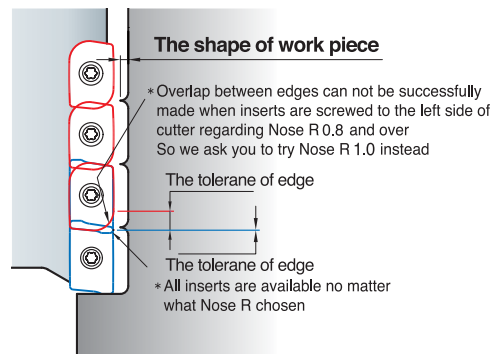 The shape of work piece
* Overlap between edges can not be successfully
made when inserts are screwed to the left side of
cutter regarding Nose R 0.8 and over
So we ask you to try Nose R 1.0 instead
The tolerane of edge
The tolerane of edge
* All inserts are available no matter
what Nose R chosen